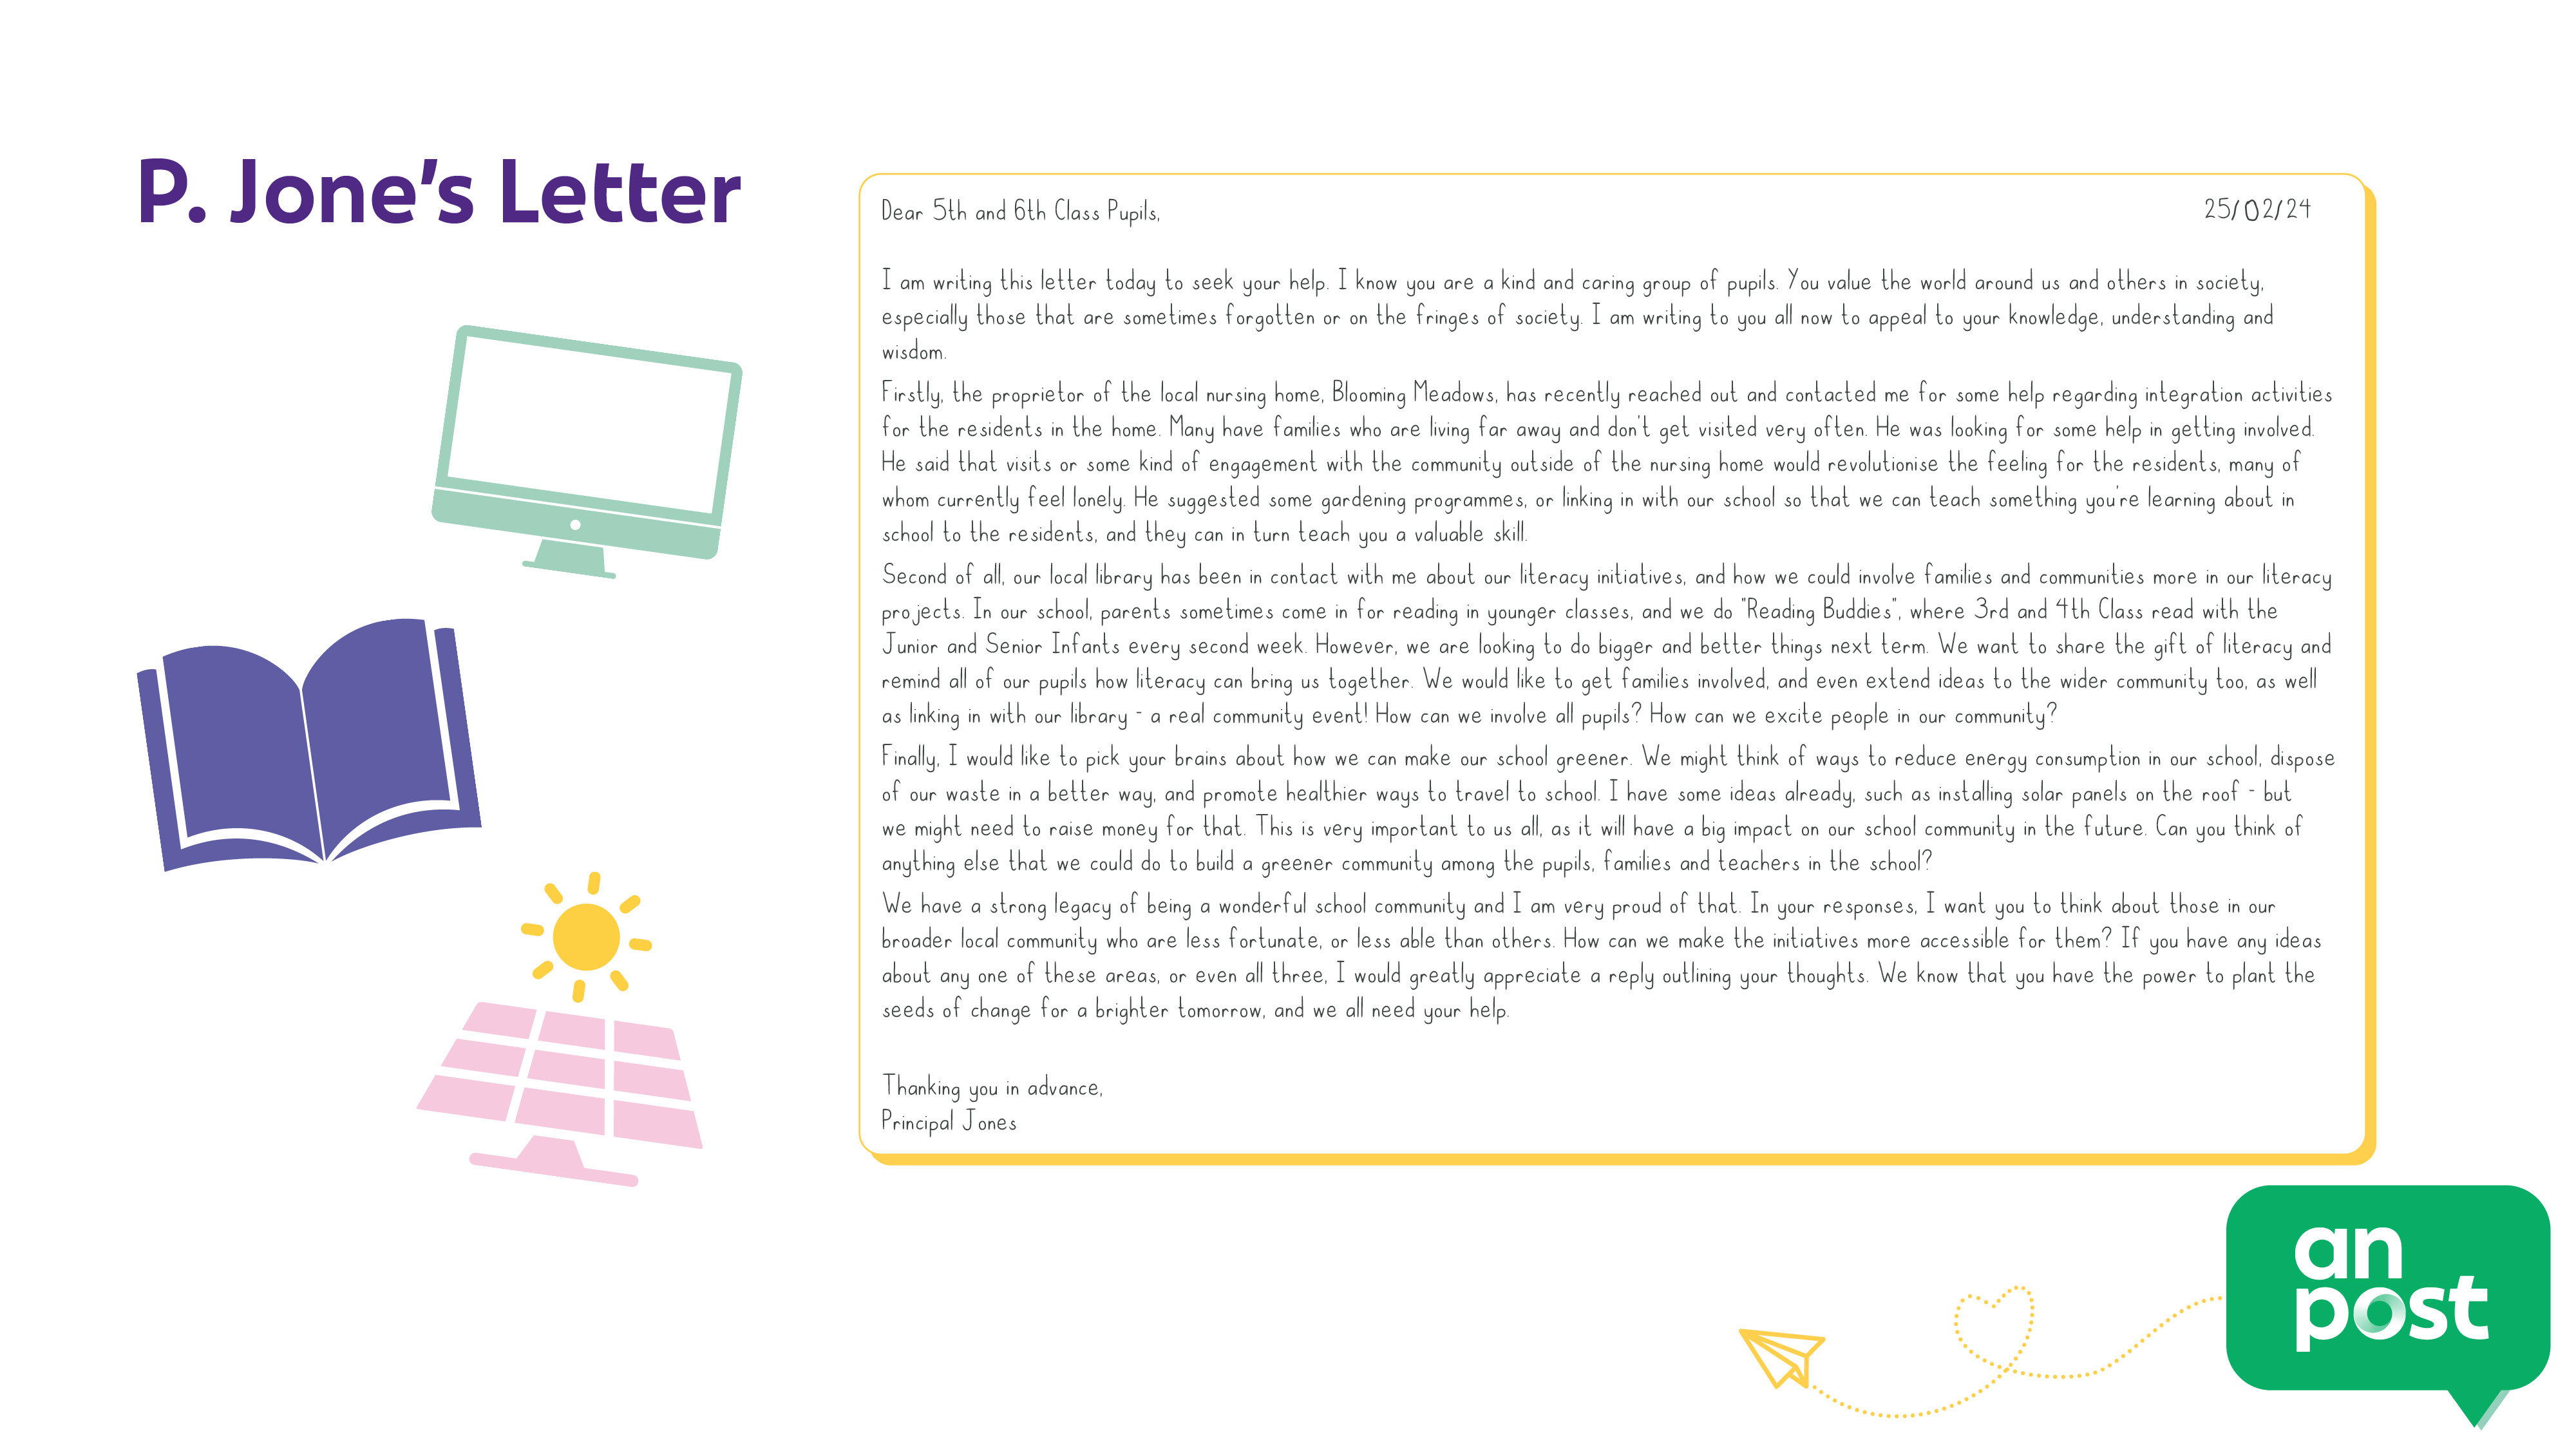 P. Jone’s Letter
Dear 5th and 6th Class Pupils,
25/02/24
I am writing this letter today to seek your help. I know you are a kind and caring group of pupils. You value the world around us and others in society,
especially those that are sometimes forgotten or on the fringes of society. I am writing to you all now to appeal to your knowledge, understanding and
wisdom.
Firstly, the proprietor of the local nursing home, Blooming Meadows, has recently reached out and contacted me for some help regarding integration activities
for the residents in the home. Many have families who are living far away and don't get visited very often. He was looking for some help in getting involved.
He said that visits or some kind of engagement with the community outside of the nursing home would revolutionise the feeling for the residents, many of
whom currently feel lonely. He suggested some gardening programmes, or linking in with our school so that we can teach something you're learning about in
school to the residents, and they can in turn teach you a valuable skill.
Second of all, our local library has been in contact with me about our literacy initiatives, and how we could involve families and communities more in our literacy
projects. In our school, parents sometimes come in for reading in younger classes, and we do "Reading Buddies", where 3rd and 4th Class read with the
Junior and Senior Infants every second week. However, we are looking to do bigger and better things next term. We want to share the gift of literacy and
remind all of our pupils how literacy can bring us together. We would like to get families involved, and even extend ideas to the wider community too, as well
as linking in with our library - a real community event! How can we involve all pupils? How can we excite people in our community?
Finally, I would like to pick your brains about how we can make our school greener. We might think of ways to reduce energy consumption in our school, dispose
of our waste in a better way, and promote healthier ways to travel to school. I have some ideas already, such as installing solar panels on the roof - but
we might need to raise money for that. This is very important to us all, as it will have a big impact on our school community in the future. Can you think of
anything else that we could do to build a greener community among the pupils, families and teachers in the school?
We have a strong legacy of being a wonderful school community and I am very proud of that. In your responses, I want you to think about those in our
broader local community who are less fortunate, or less able than others. How can we make the initiatives more accessible for them? If you have any ideas
about any one of these areas, or even all three, I would greatly appreciate a reply outlining your thoughts. We know that you have the power to plant the
seeds of change for a brighter tomorrow, and we all need your help.
Thanking you in advance,
Principal Jones
an
post